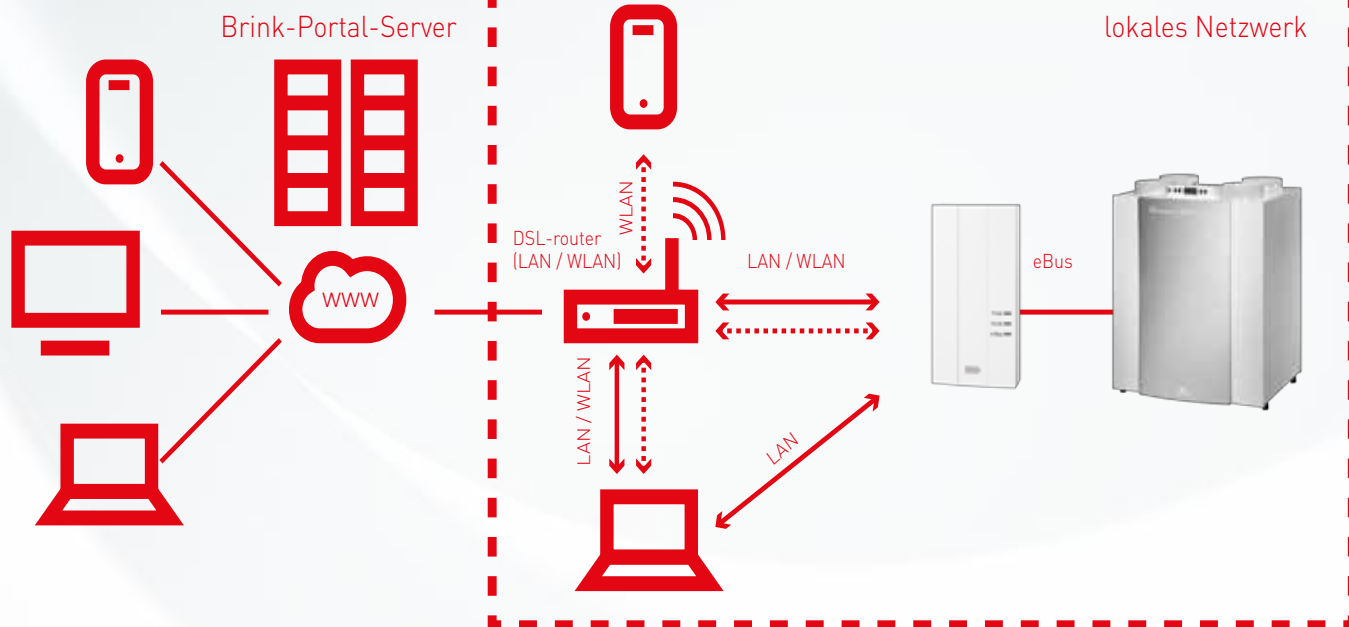 Brink-Portal-Server
lokales Netzwerk
WLAN
DSL-router
(LAN / WLAN)
LAN / WLAN
eBus
WWW
LAN / WLAN
LAN